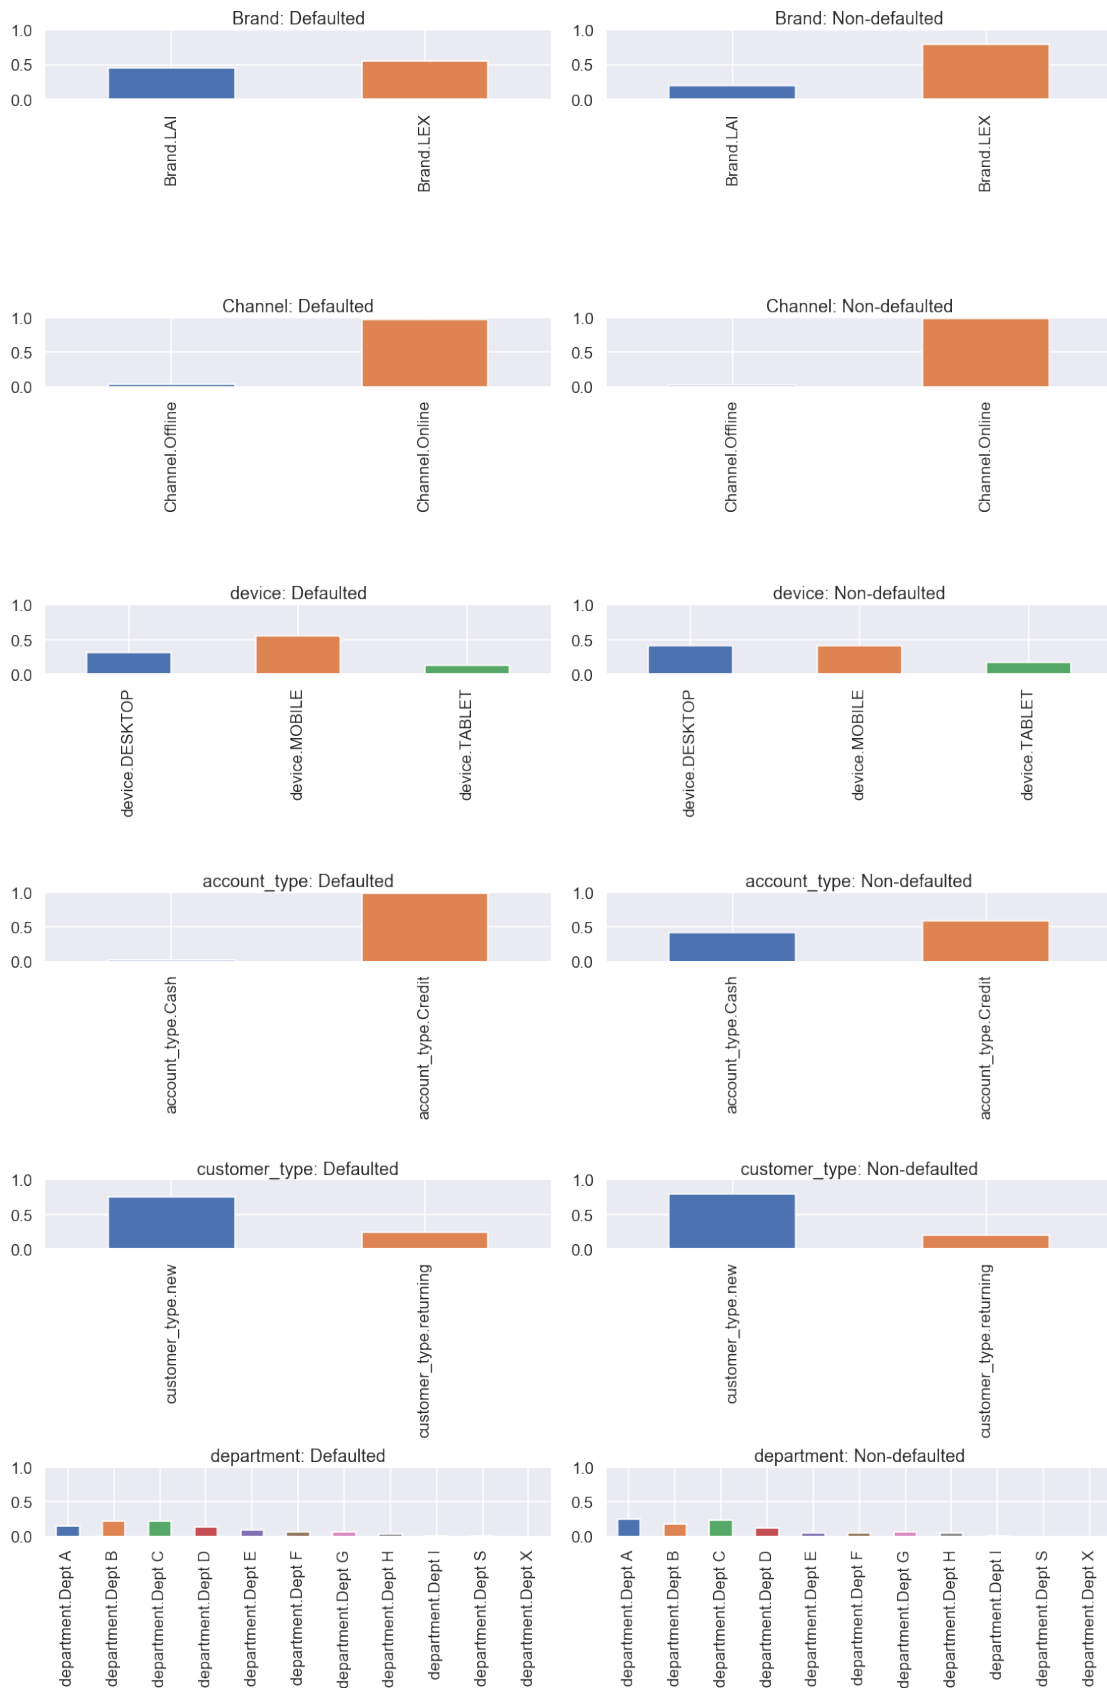 Brand: Defaulted
1.0
0.5
0.0
Brand.LAI
Brand.LEX
Brand: Non-defaulted
1.0
0.5
0.0
Brand.LAI
Brand.LEX
Channel: Defaulted
1.0
0.5
0.0
Channel.Offline
Channel.Online
Channel: Non-defaulted
1.0
0.5
0.0
Channel.Offline
Channel.Online
device: Defaulted
1.0
0.5
0.0
device.DESKTOP
device.MOBILE
device.TABLET
device: Non-defaulted
1.0
0.5
0.0
device.DESKTOP
device.MOBILE
device.TABLET
account_type: Defaulted
1.0
0.5
0.0
account_type.Cash
account_type.Credit
account_type: Non-defaulted
1.0
0.5
0.0
account_type.Cash
account_type.Credit
customer_type: Defaulted
1.0
0.5
0.0
customer_type.new
customer_type.returning
customer_type: Non-defaulted
1.0
0.5
0.0
customer_type.new
customer_type.returning
department: Defaulted
1.0
0.5
0.0
department.Dept A
department.Dept B
department.Dept C
department.Dept D
department.Dept E
department.Dept F
department.Dept G
department.Dept H
department.Dept I
department.Dept S
department.Dept X
department: Non-defaulted
1.0
0.5
0.0
department.Dept A
department.Dept B
department.Dept C
department.Dept D
department.Dept E
department.Dept F
department.Dept G
department.Dept H
department.Dept I
department.Dept S
department.Dept X